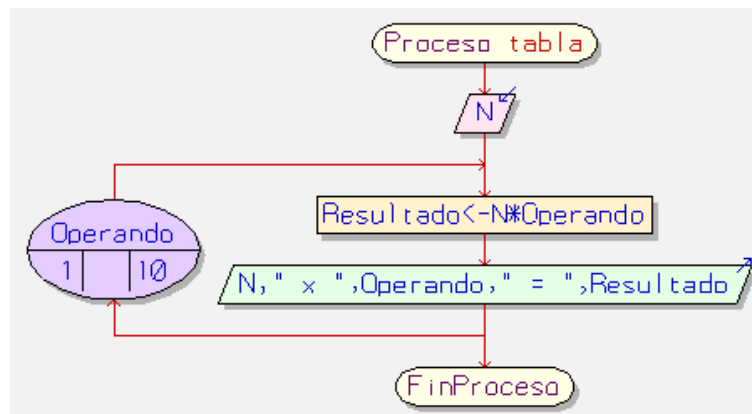 Proceso tabla
N
Resultado<-N*Operando
Operando
1 10
N," x ",Operando," = ",Resultado
FinProceso